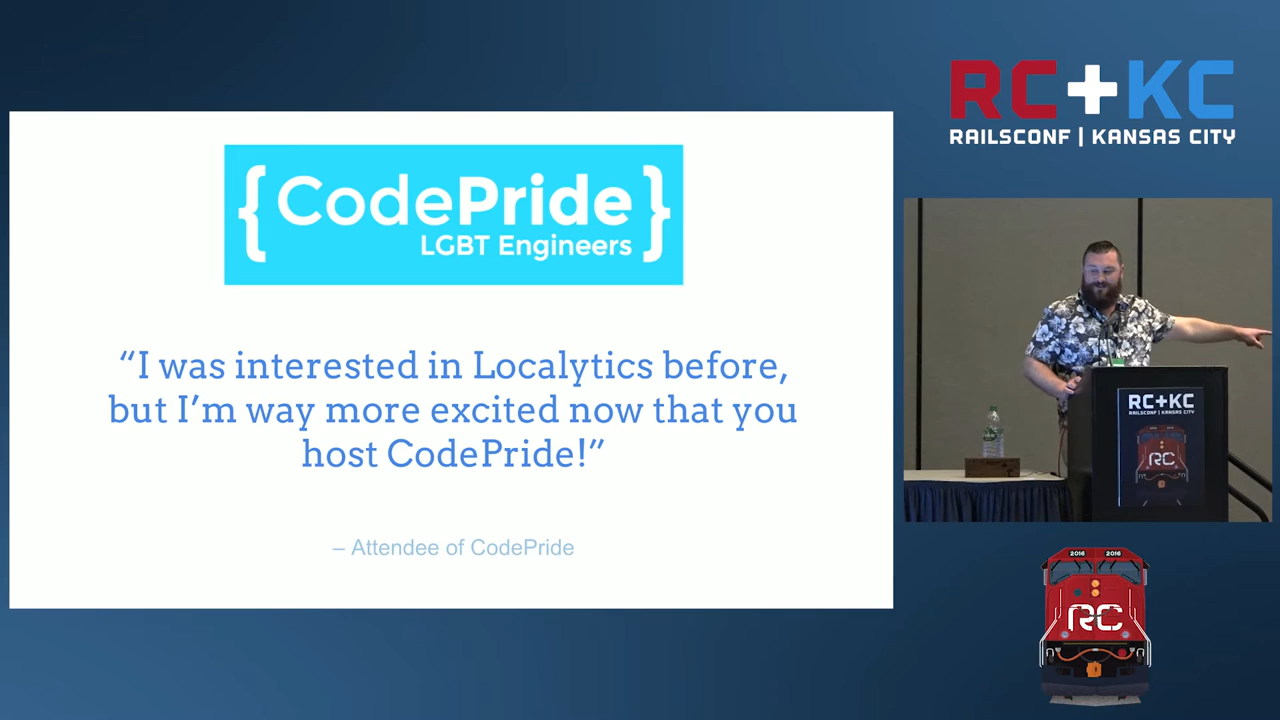 {CodePride}
LGBT Engineers
“I was interested in Localytics before,
but I’m way more excited now that you
host CodePride!”
– Attendee of CodePride
RC+KC
RAILSCONF | KANSAS CITY
RC+KC
RAILSCONF | KANSAS CITY
RC
2016 2016
RC